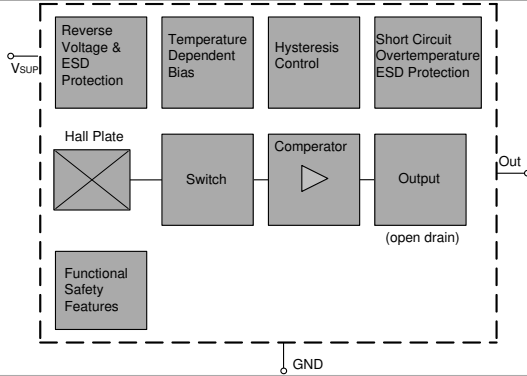 Reverse
Voltage &
ESD
Protection
Temperature
Dependent
Bias
Hysteresis
Control
Short Circuit
Overtemperature
ESD Protection
VSUP
Hall Plate
Switch
Comperator
Output
(open drain)
Out
Functional
Safety
Features
GND